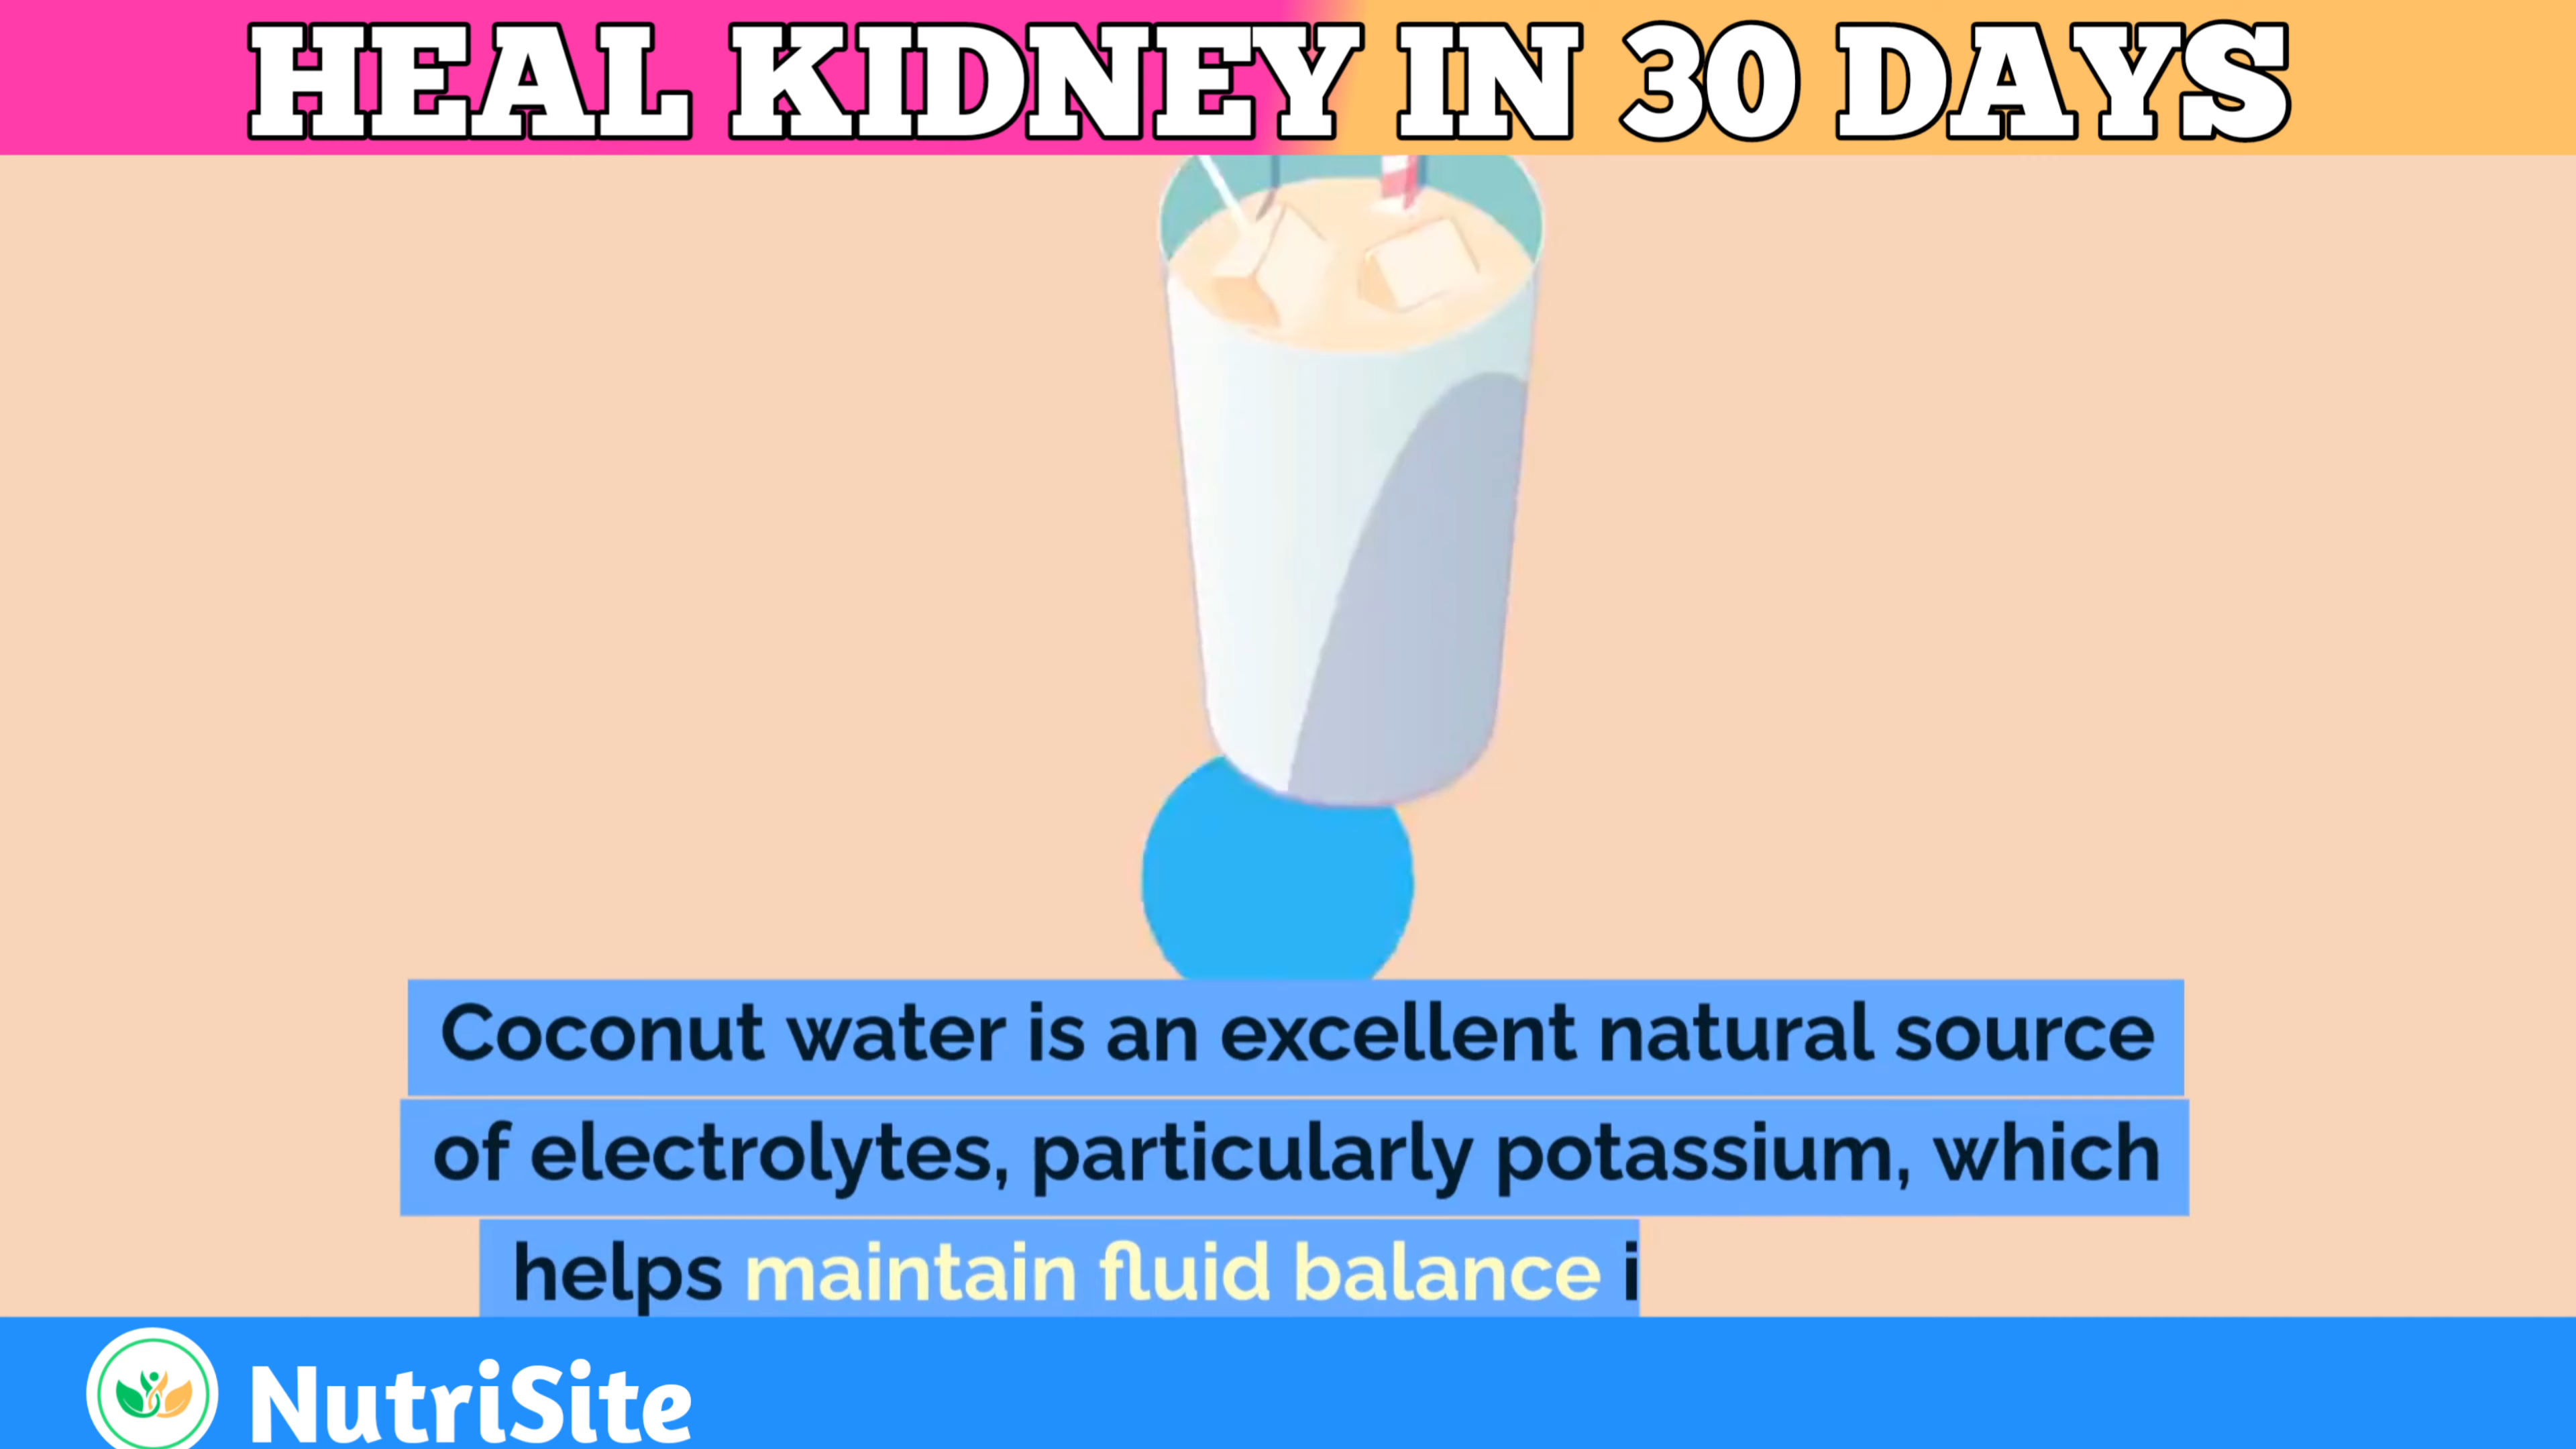 HEAL KIDNEY IN 30 DAYS
Coconut water is an excellent natural source
of electrolytes, particularly potassium, which
helps maintain fluid balance i
NutriSite